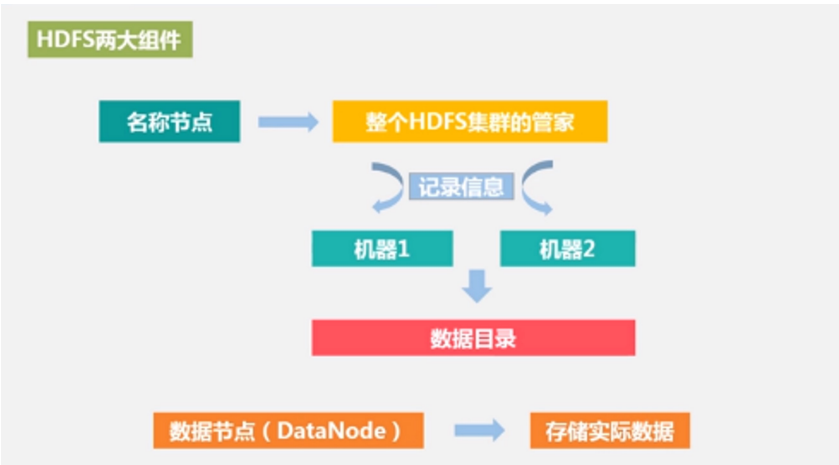 HDFS两大组件
名称节点
整个HDFS集群的管家
记录信息
机器1
机器2
数据目录
数据节点（DataNode）
存储实际数据